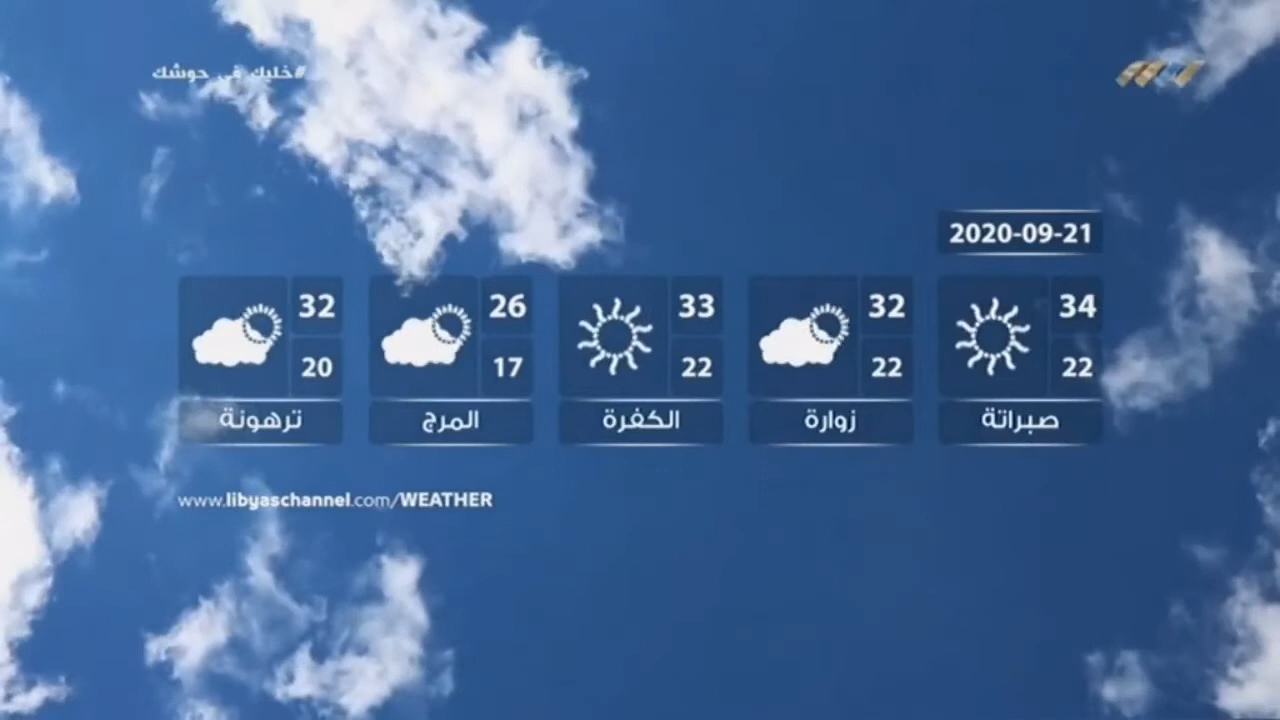 #خليك في حوشك
2020-09-21
34
22
صبراتة
32
22
زوارة
33
22
الكفرة
26
17
المرج
32
20
ترهونة
www.libyaschannel.com/WEATHER